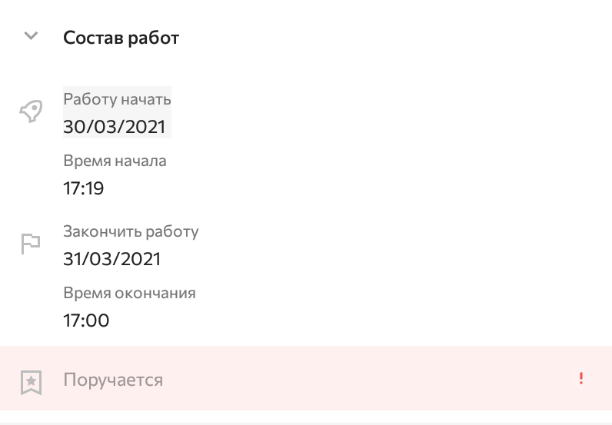 Состав работ
Работу начать
30/03/2021
Время начала
17:19
Закончить работу
31/03/2021
Время окончания
17:00
Поручается !